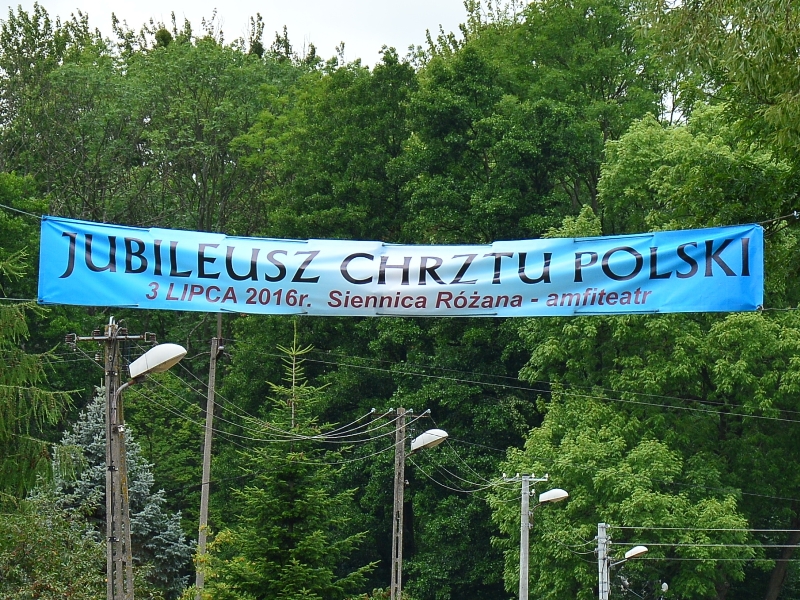 JUBILEUSZ CHRZTU POLSKI
3 LIPCA 2016r. Siennica Różana - amfiteatr